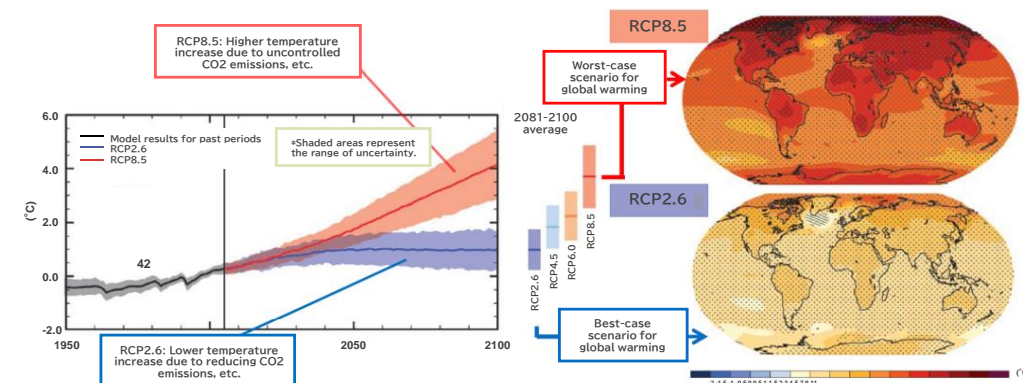 RCP8.5: Higher temperature
increase due to uncontrolled
CO2 emissions, etc.
6.0
4.0
2.0
0.0
-2.0
(°C)
Model results for past periods
RCP2.6
RCP8.5
*Shaded areas represent
the range of uncertainty.
42
1950
2050
2100
RCP2.6: Lower temperature
increase due to reducing CO2
emissions, etc.
2081-2100
average
RCP2.6
RCP4.5
RCP6.0
RCP8.5
RCP8.5
Worst-case
scenario for
global warming
RCP2.6
Best-case
scenario for
global warming